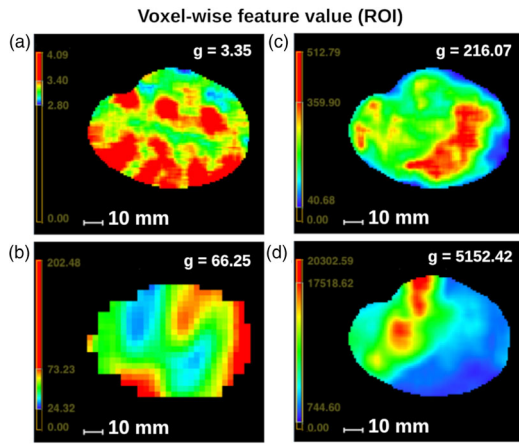 Voxel-wise feature value (ROI)
(a)
4.09
3.40
2.80
0.00
g = 3.35
10 mm
(c)
512.79
359.90
40.68
0.00
g = 216.07
10 mm
(b)
202.48
73.23
24.32
0.00
g = 66.25
10 mm
(d)
20302.59
17518.62
744.60
0.00
g = 5152.42
10 mm